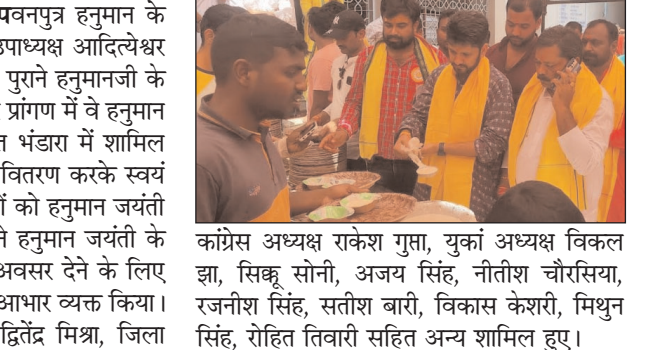 पवनपुत्र हनुमान के
उपाध्यक्ष आदित्येश्वर
पुराने हनुमानजी के
प्रांगण में वे हनुमान
भंडारा में शामिल
वितरण करके स्वयं
को हनुमान जयंती
हनुमान जयंती के
अवसर देने के लिए
आभार व्यक्त किया।
द्वितेंद्र मिश्रा, जिला
कांग्रेस अध्यक्ष राकेश गुप्ता, युकां अध्यक्ष विकल
झा, सिक्कू सोनी, अजय सिंह, नीतीश चौरसिया,
रजनीश सिंह, सतीश बारी, विकास केशरी, मिथुन
सिंह, रोहित तिवारी सहित अन्य शामिल हुए।